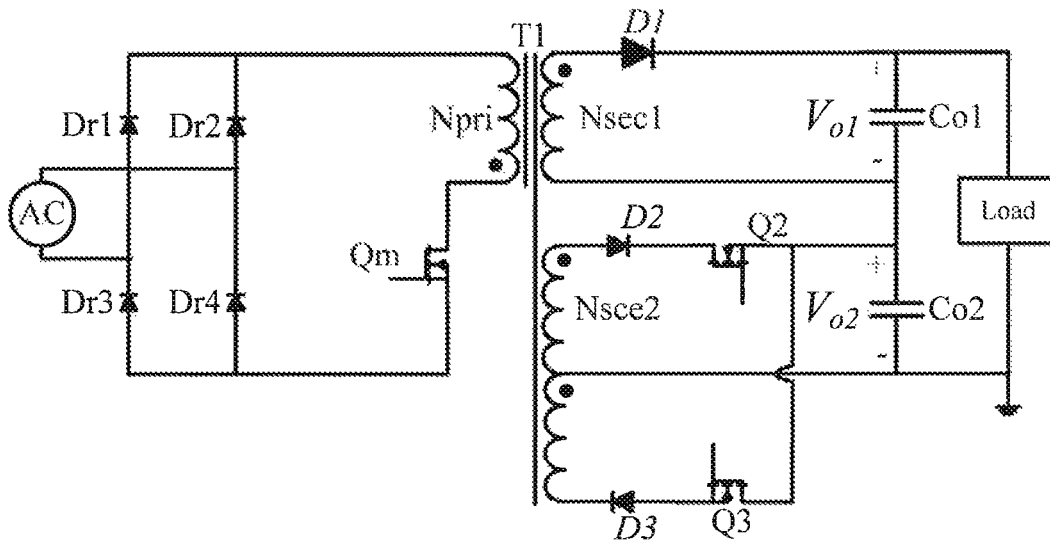 D1
T1
Dr1
Dr2
Npri
Nsec1
+
Vo1
Co1
-
AC
Load
D2
Q2
Qm
+
Dr3
Dr4
Nsce2
Vo2
Co2
-
D3
Q3